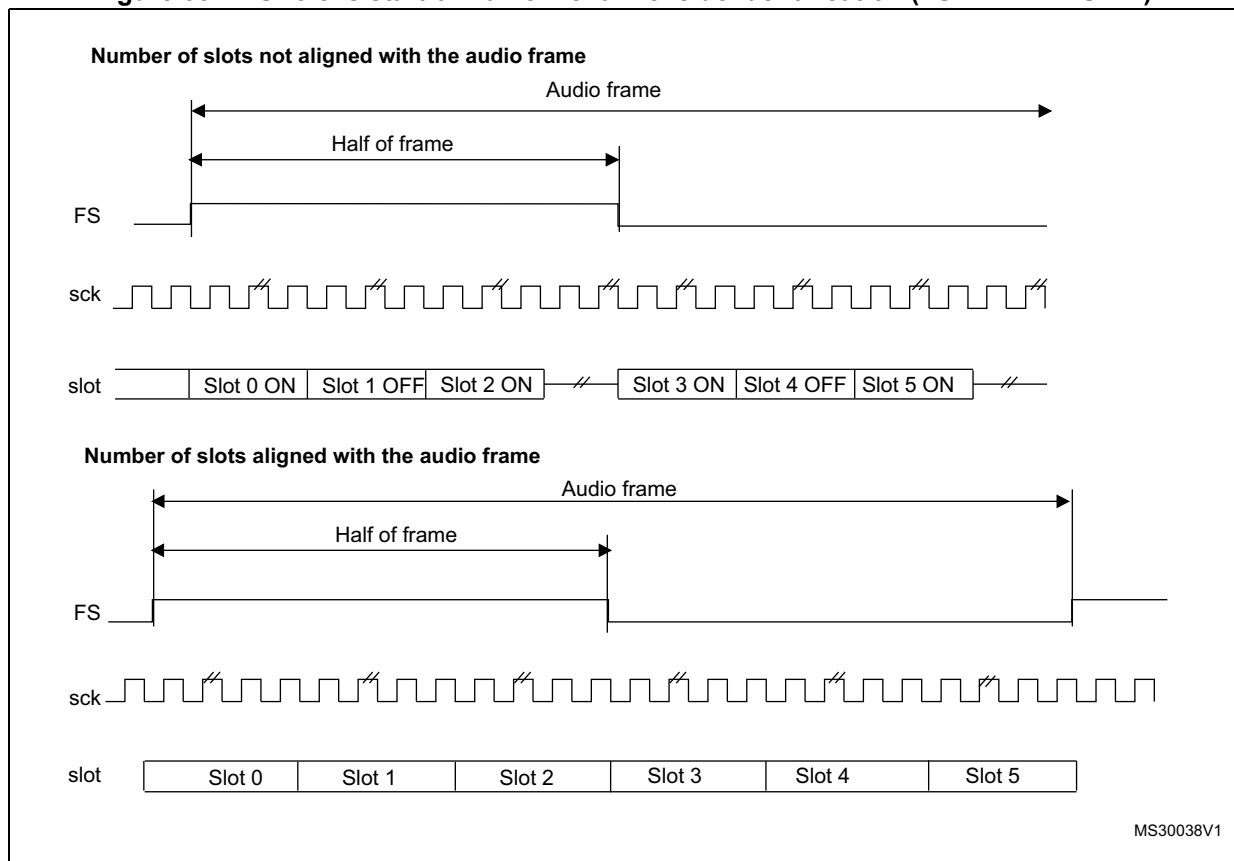 Number of slots not aligned with the audio frame
Audio frame
Half of frame
FS
sck
slot
Slot 0 ON
Slot 1 OFF
Slot 2 ON
Slot 3 ON
Slot 4 OFF
Slot 5 ON
Number of slots aligned with the audio frame
Audio frame
Half of frame
FS
sck
slot
Slot 0
Slot 1
Slot 2
Slot 3
Slot 4
Slot 5
MS30038V1